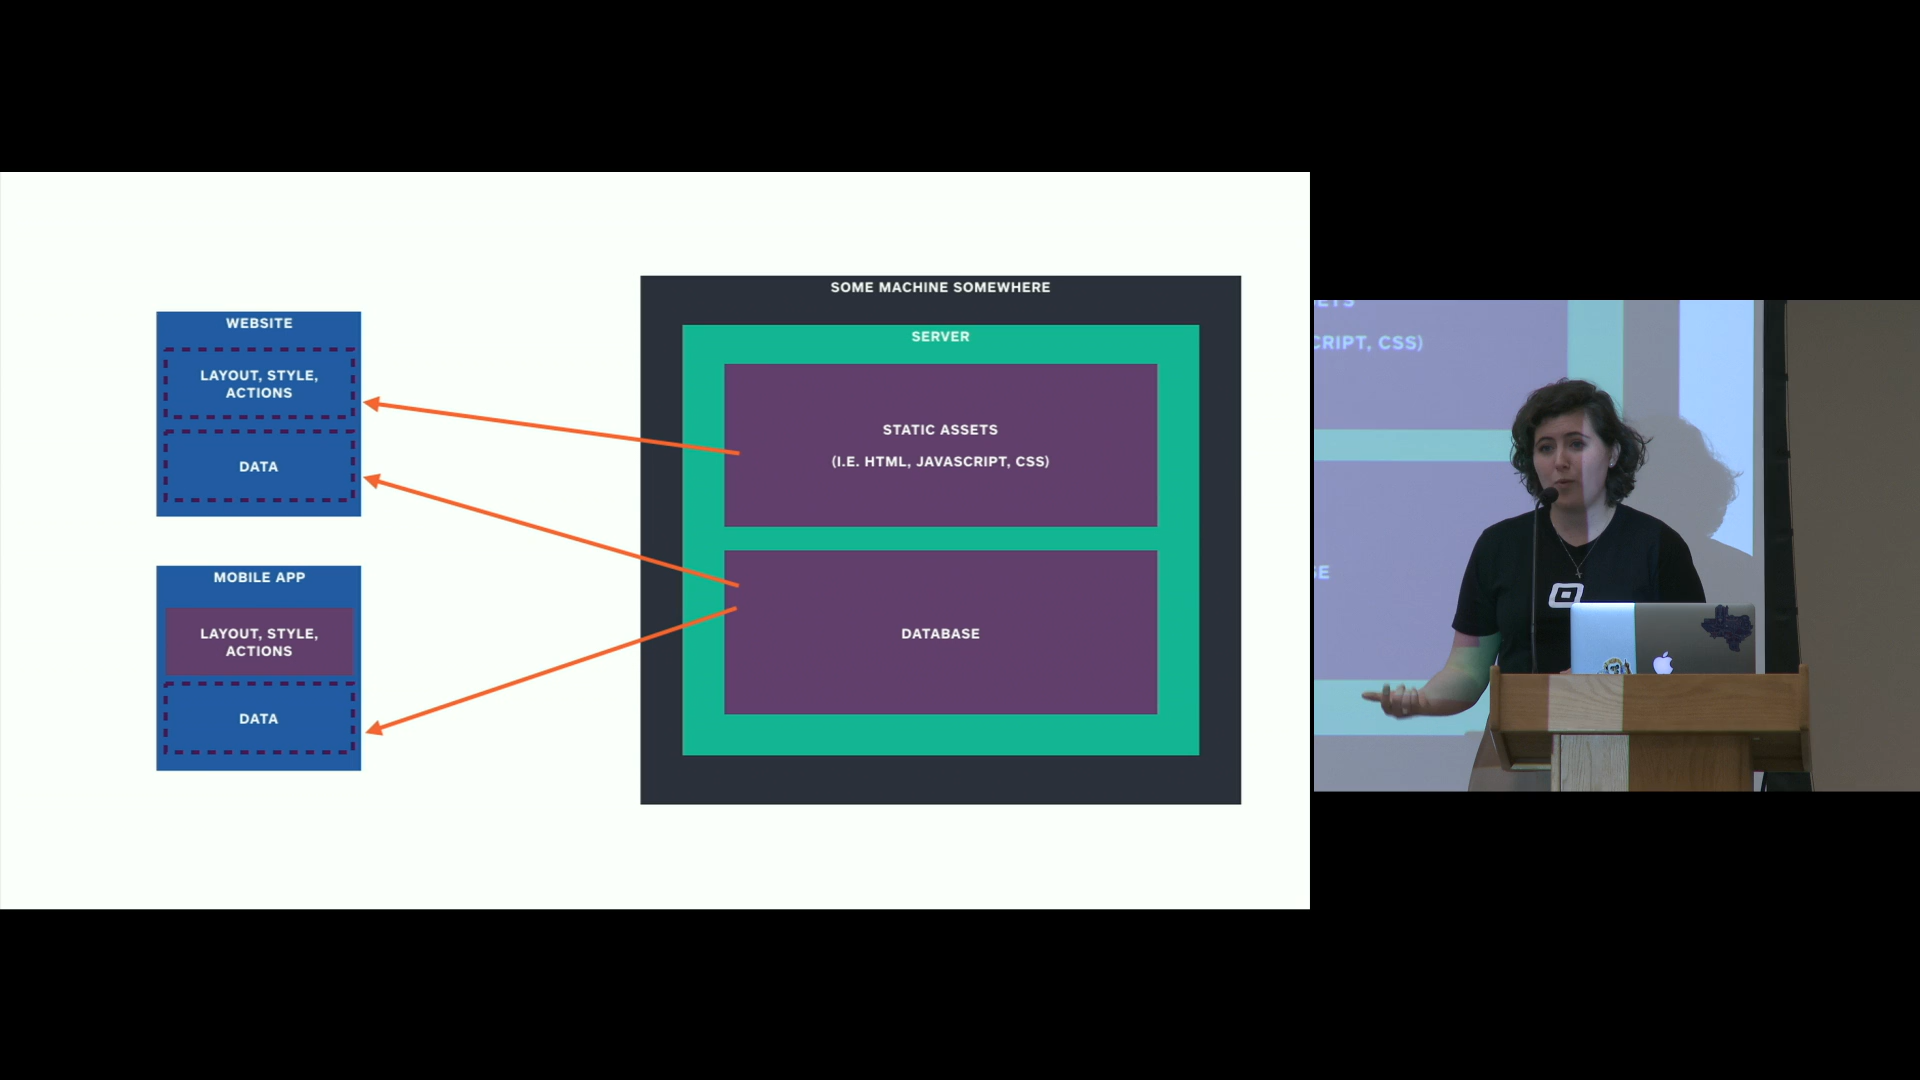 SOME MACHINE SOMEWHERE
WEBSITE
SERVER
LAYOUT, STYLE,
ACTIONS
STATIC ASSETS
(I.E. HTML, JAVASCRIPT, CSS)
DATA
MOBILE APP
LAYOUT, STYLE,
ACTIONS
DATABASE
DATA
CRIPT, CSS)